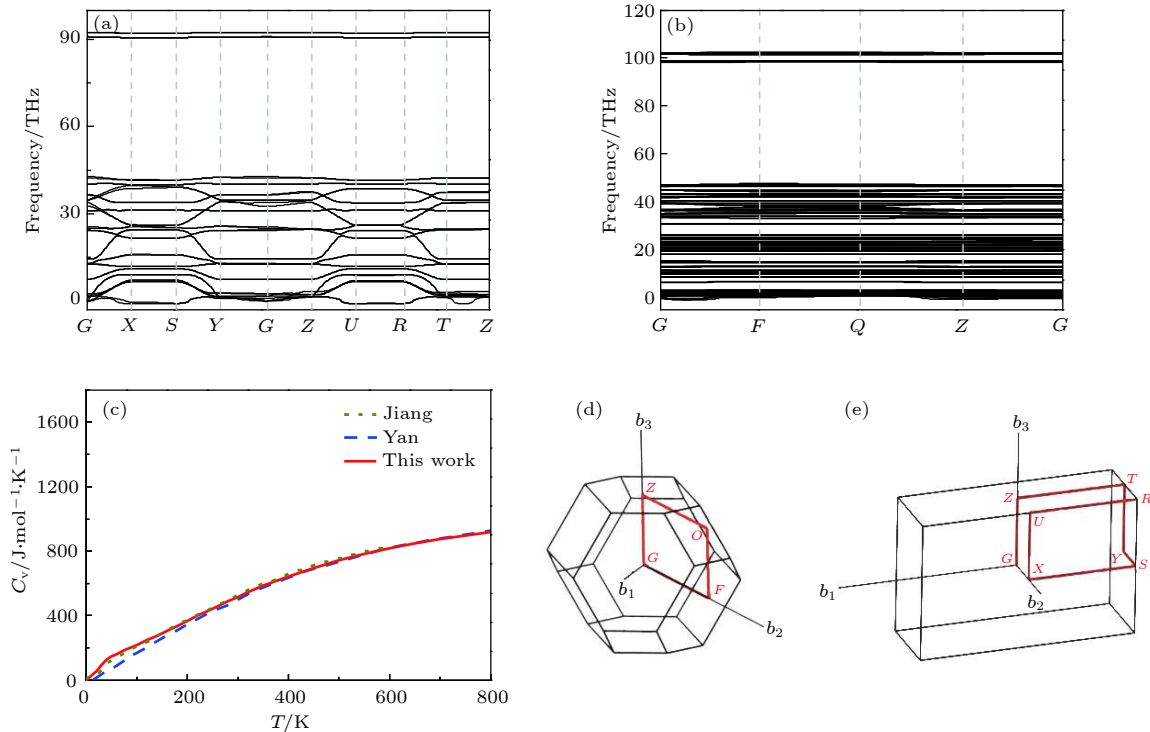 (a)
90
60
30
0
Frequency/THz
G X S Y G Z U R T Z
(b)
120
100
80
60
40
20
0
Frequency/THz
G F Q Z G
(c)
Jiang
Yan
This work
1600
1200
800
400
0
Cv/J·mol−1·K−1
0 200 400 600 800
T/K
(d)
b3
Z
O
G
b1
F
b2
(e)
b3
T
Z
R
U
G
X
Y
S
b1
b2